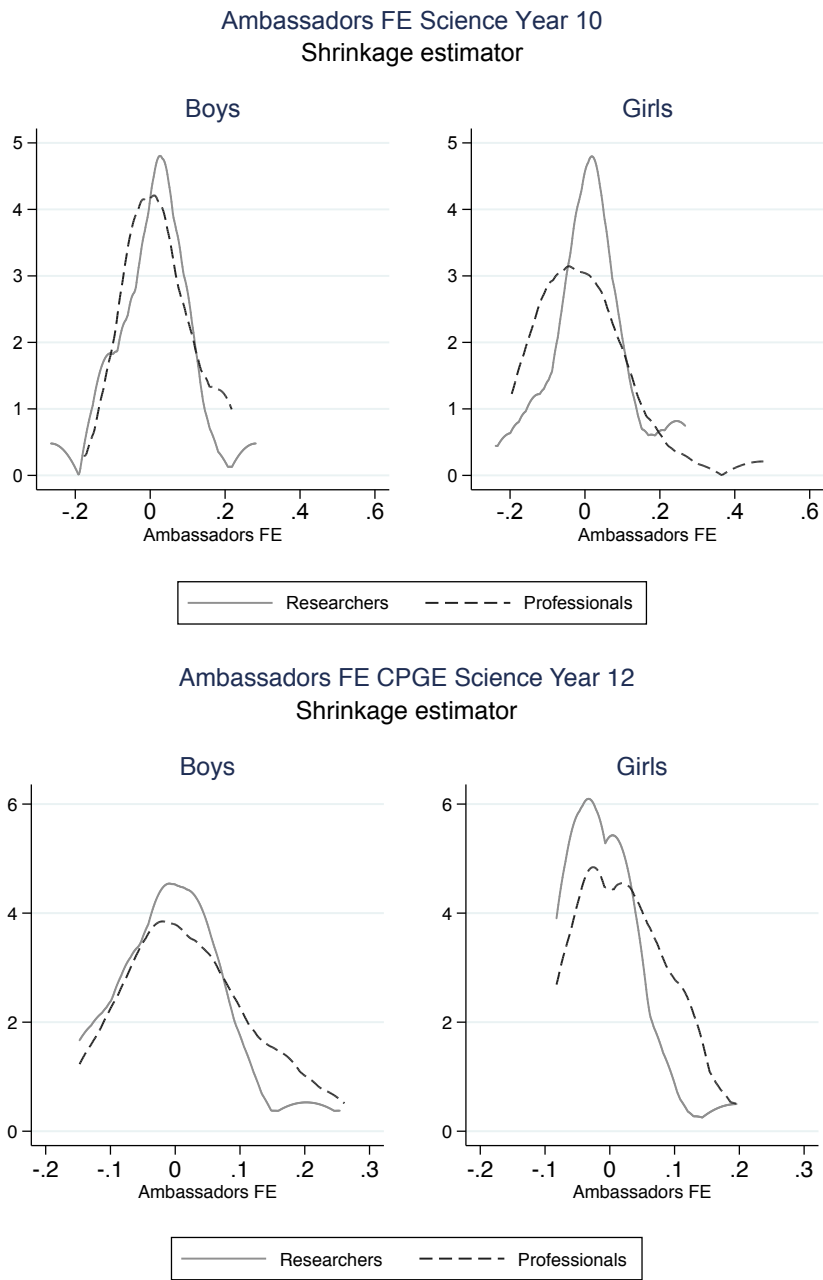 Ambassadors FE Science Year 10
Shrinkage estimator
Boys
Girls
5
4
3
2
1
0
-.2 0 .2 .4 .6
Ambassadors FE
5
4
3
2
1
0
-.2 0 .2 .4 .6
Ambassadors FE
Researchers Professionals
Ambassadors FE CPGE Science Year 12
Shrinkage estimator
Boys
Girls
6
4
2
0
-.2 -.1 0 .1 .2 .3
Ambassadors FE
6
4
2
0
-.2 -.1 0 .1 .2 .3
Ambassadors FE
Researchers Professionals